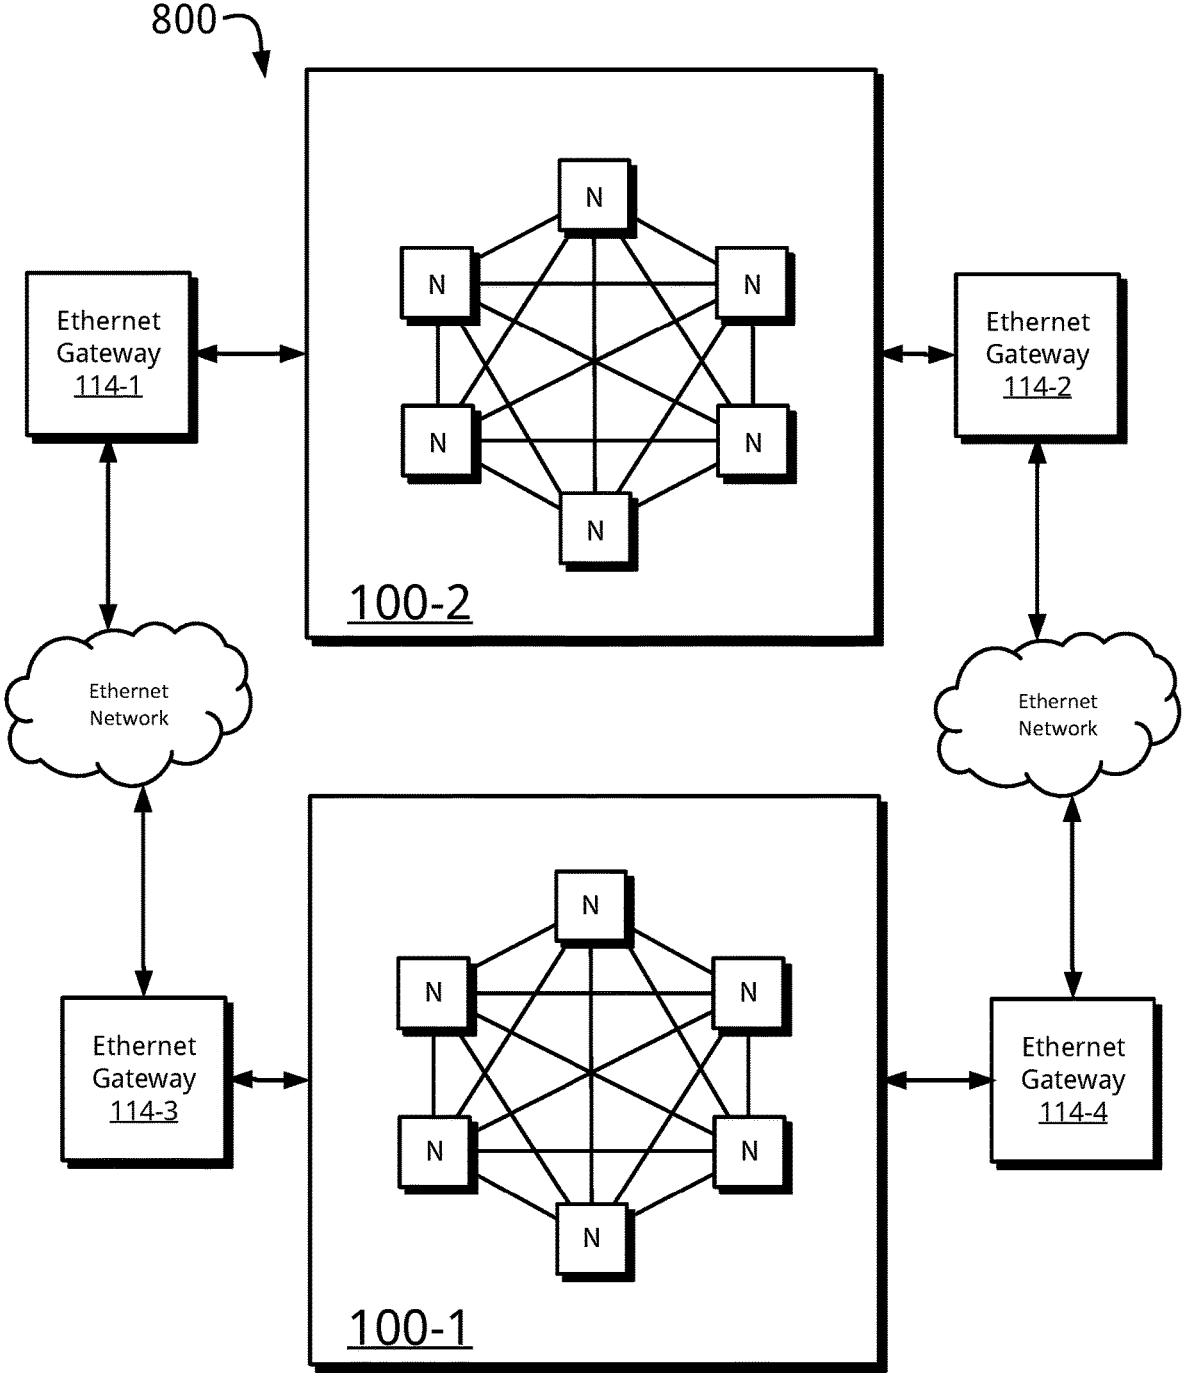 800
N
N
N
N
N
N
100-2
Ethernet
Gateway
114-1
Ethernet
Gateway
114-2
Ethernet
Network
Ethernet
Network
N
N
N
N
N
N
100-1
Ethernet
Gateway
114-3
Ethernet
Gateway
114-4